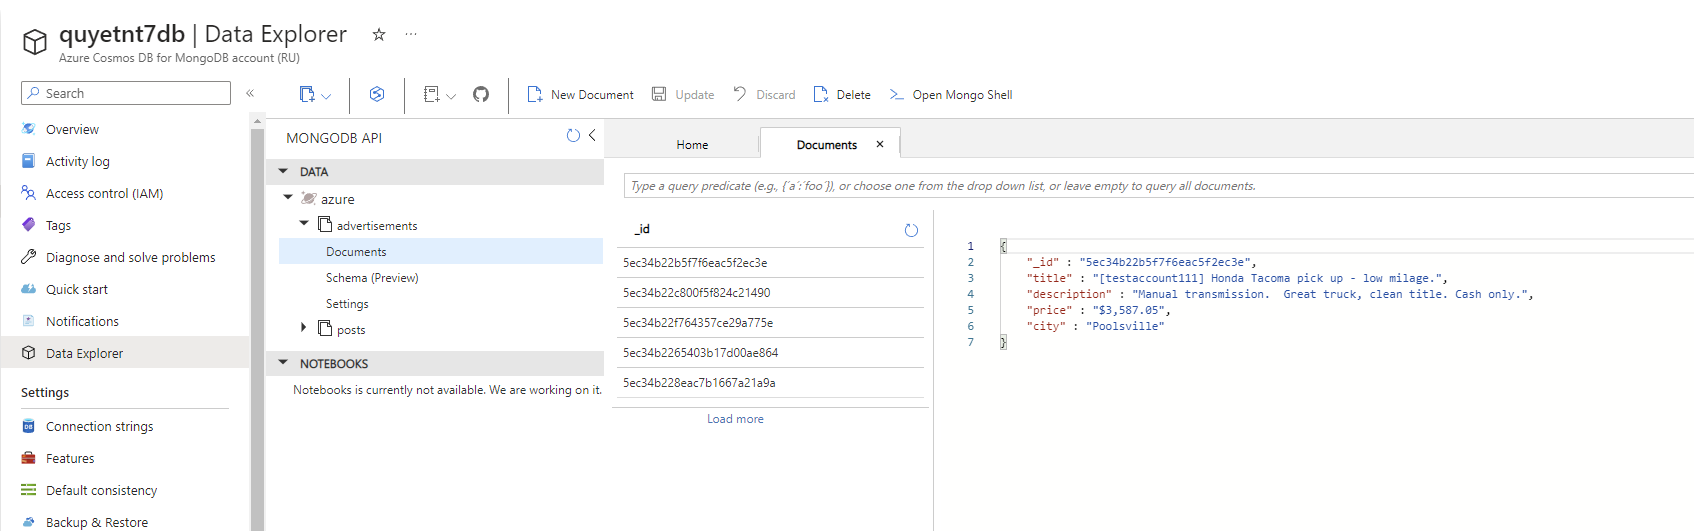 quyetnt7db | Data Explorer
Azure Cosmos DB for MongoDB account (RU)
Search
Overview
Activity log
Access control (IAM)
Tags
Diagnose and solve problems
Quick start
Notifications
Data Explorer
Settings
Connection strings
Features
Default consistency
Backup & Restore
New Document Update Discard Delete Open Mongo Shell
MONGODB API
DATA
azure
advertisements
Documents
Schema (Preview)
Settings
posts
NOTEBOOKS
Notebooks is currently not available. We are working on it.
Home Documents
Type a query predicate (e.g., {´a´:´foo´}), or choose one from the drop down list, or leave empty to query all documents.
_id
5ec34b22b5f7f6eac5f2ec3e
5ec34b22c800f5f824c21490
5ec34b22f764357ce29a775e
5ec34b2265403b17d00ae864
5ec34b228eac7b1667a21a9a
Load more
1 {
2 "_id" : "5ec34b22b5f7f6eac5f2ec3e",
3 "title" : "[testaccount111] Honda Tacoma pick up - low milage.",
4 "description" : "Manual transmission.  Great truck, clean title. Cash only.",
5 "price" : "$3,587.05",
6 "city" : "Poolsville"
7 }